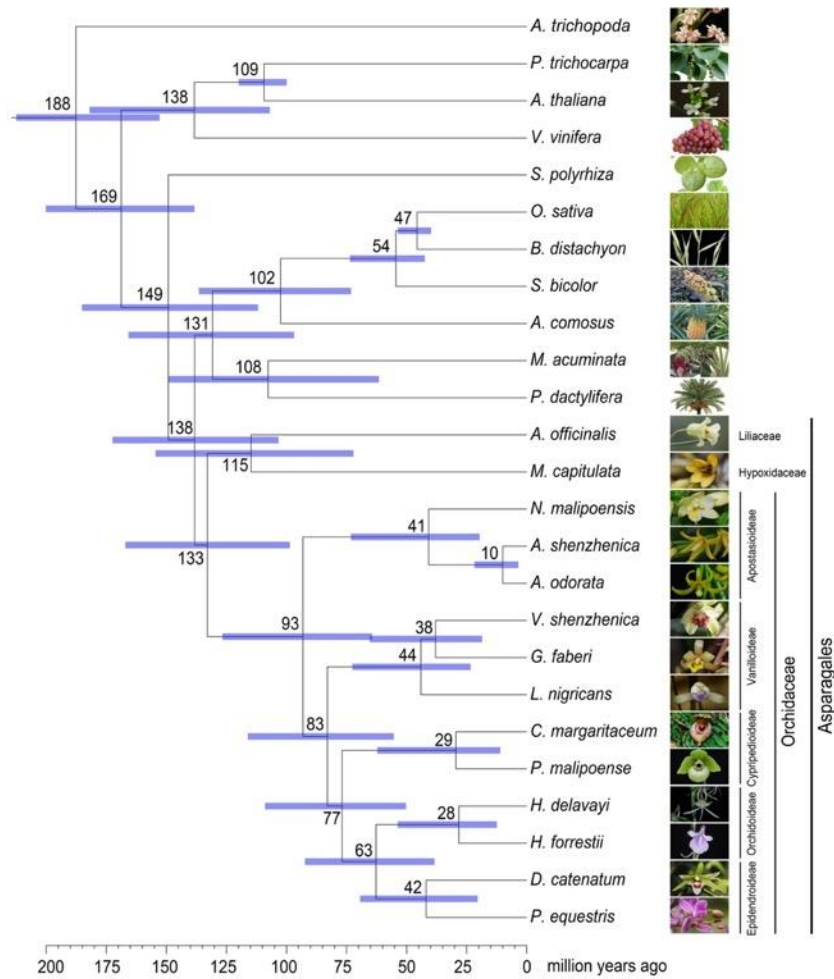 A. trichopoda
P. trichocarpa
109
A. thaliana
138
188
V. vinifera
S. polyrhiza
169
O. sativa
47
B. distachyon
54
S. bicolor
102
149
A. comosus
131
M. acuminata
108
P. dactylifera
A. officinalis
Liliaceae
138
M. capitulata
Hypoxidaceae
115
N. malipoensis
41
A. shenzhenica
10
133
A. odorata
Apostasioideae
V. shenzhenica
93
38
G. faberi
44
L. nigricans
Vanilloideae
C. margaritaceum
83
29
P. malipoense
Cypripedioideae
H. delavayi
28
77
H. forrestii
Orchidoideae
63
D. catenatum
42
P. equestris
Epidendroideae
Orchidaceae
Asparagales
200 175 150 125 100 75 50 25 0 million years ago